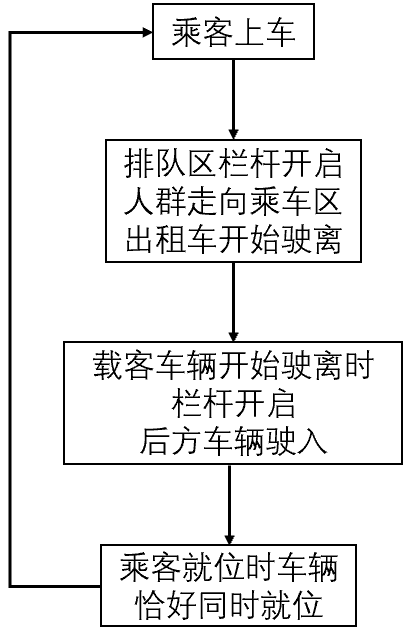 乘客上车
排队区栏杆开启
人群走向乘车区
出租车开始驶离
载客车辆开始驶离时
栏杆开启
后方车辆驶入
乘客就位时车辆
恰好同时就位